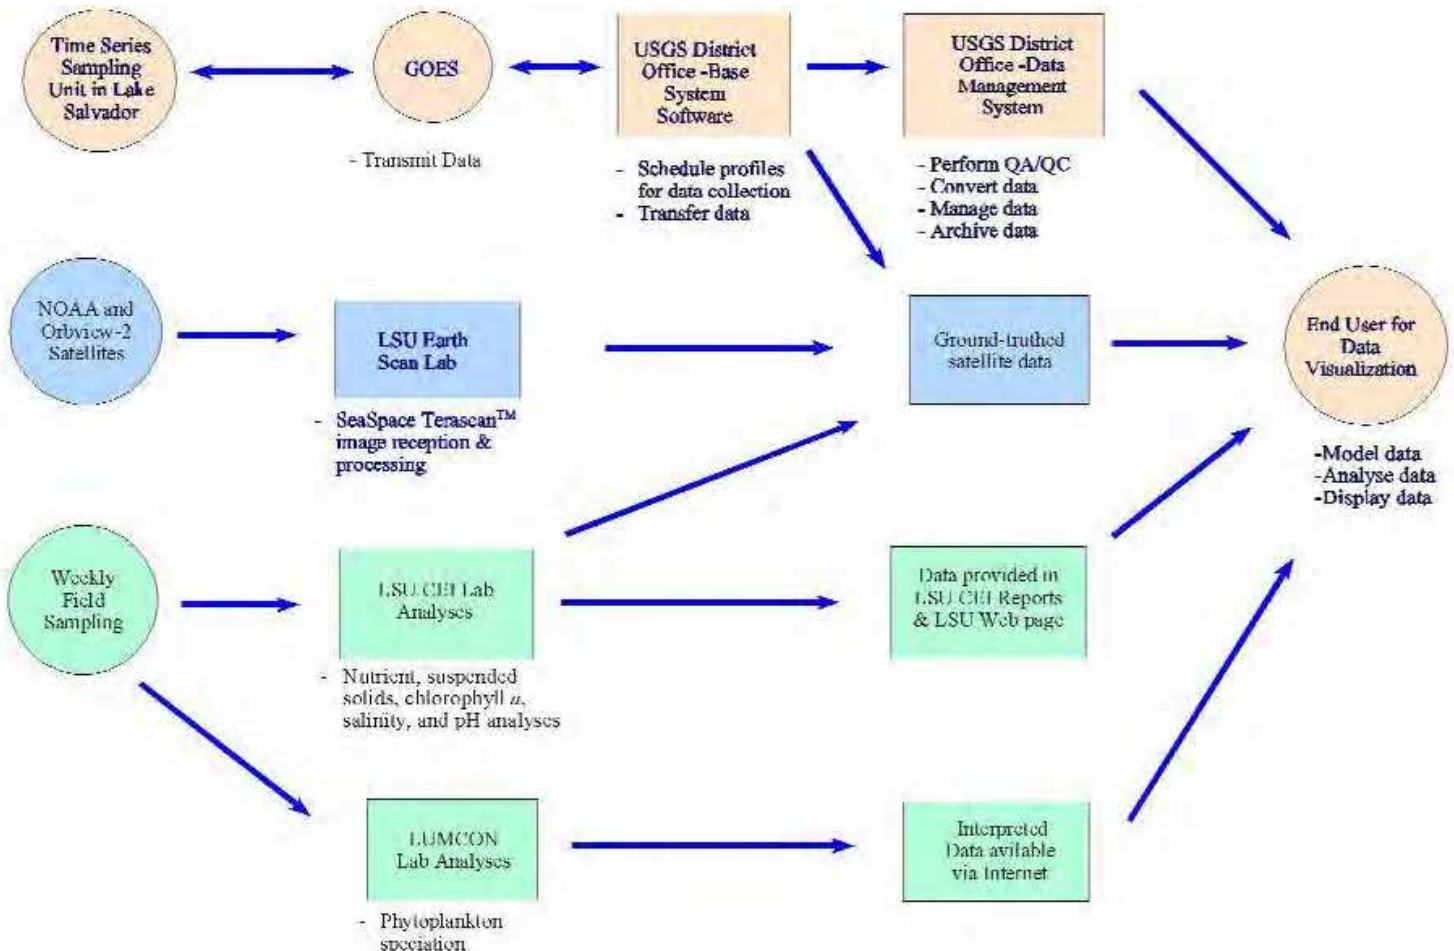 Time Series
Sampling
Unit in Lake
Salvador
GOES
- Transmit Data
USGS District
Office -Base
System
Software
- Schedule profiles
for data collection
- Transfer data
USGS District
Office -Data
Management
System
- Perform QA/QC
- Convert data
- Manage data
- Archive data
NOAA and
Orbview-2
Satellites
LSU Earth
Scan Lab
- SeaSpace Terascan™
image reception &
processing
Ground-truthed
satellite data
End User for
Data
Visualization
-Model data
-Analyse data
-Display data
Weekly
Field
Sampling
LSU CEI Lab
Analyses
- Nutrient, suspended
solids, chlorophyll a,
salinity, and pH analyses
Data provided in
LSU CEI Reports
& LSU Web page
LUMCON
Lab Analyses
- Phytoplankton
speciation
Interpreted
Data avilable
via Internet